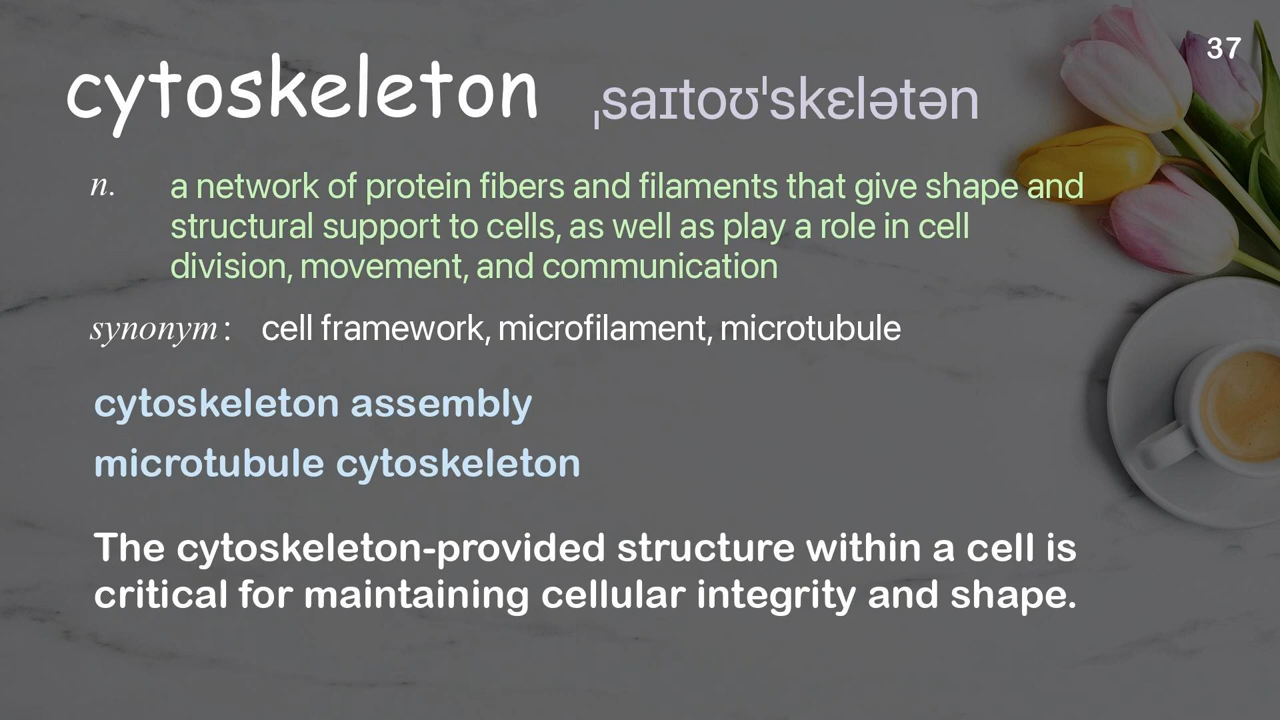 37
cytoskeleton ˌsaɪtoʊˈskɛlətən
n. a network of protein fibers and filaments that give shape and
structural support to cells, as well as play a role in cell
division, movement, and communication
synonym: cell framework, microfilament, microtubule
cytoskeleton assembly
microtubule cytoskeleton
The cytoskeleton-provided structure within a cell is
critical for maintaining cellular integrity and shape.